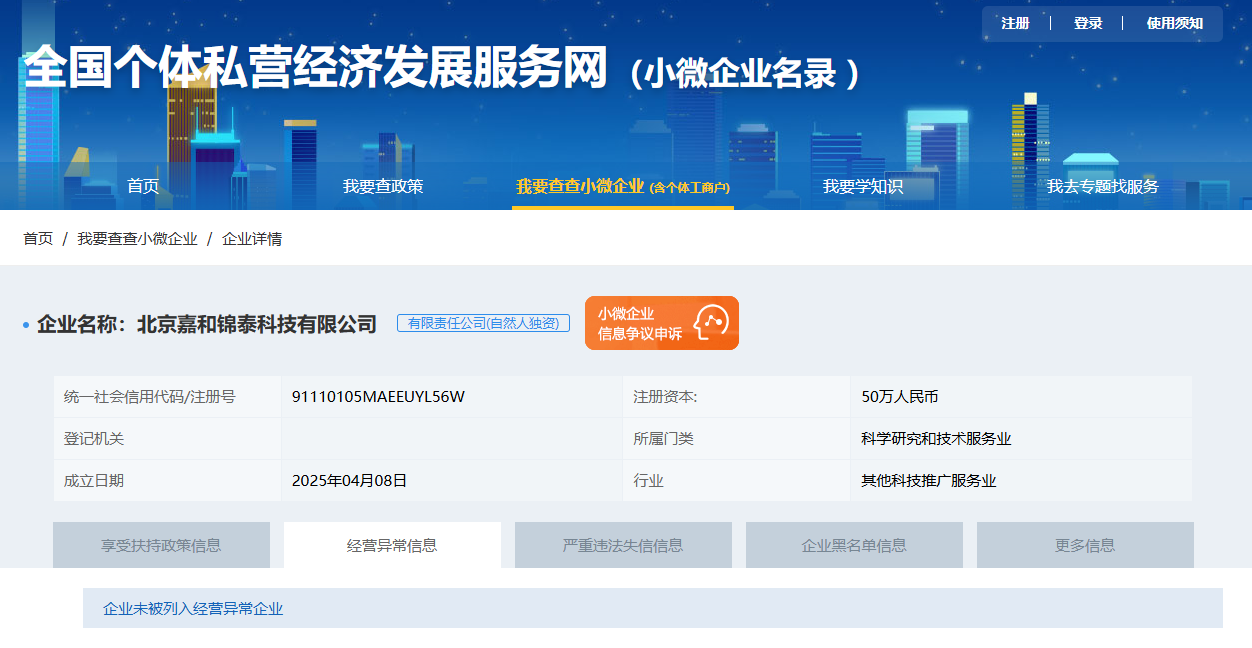 注册 | 登录 | 使用须知
全国个体私营经济发展服务网（小微企业名录）
首页 我要查政策 我要查查小微企业 (含个体工商户) 我要学知识 我去专题找服务
首页 / 我要查查小微企业 / 企业详情
企业名称：北京嘉和锦泰科技有限公司 有限责任公司(自然人独资) 小微企业
信息争议申诉
统一社会信用代码/注册号 91110105MAEEUYL56W 注册资本: 50万人民币
登记机关 所属门类 科学研究和技术服务业
成立日期 2025年04月08日 行业 其他科技推广服务业
享受扶持政策信息 经营异常信息 严重违法失信信息 企业黑名单信息 更多信息
企业未被列入经营异常企业